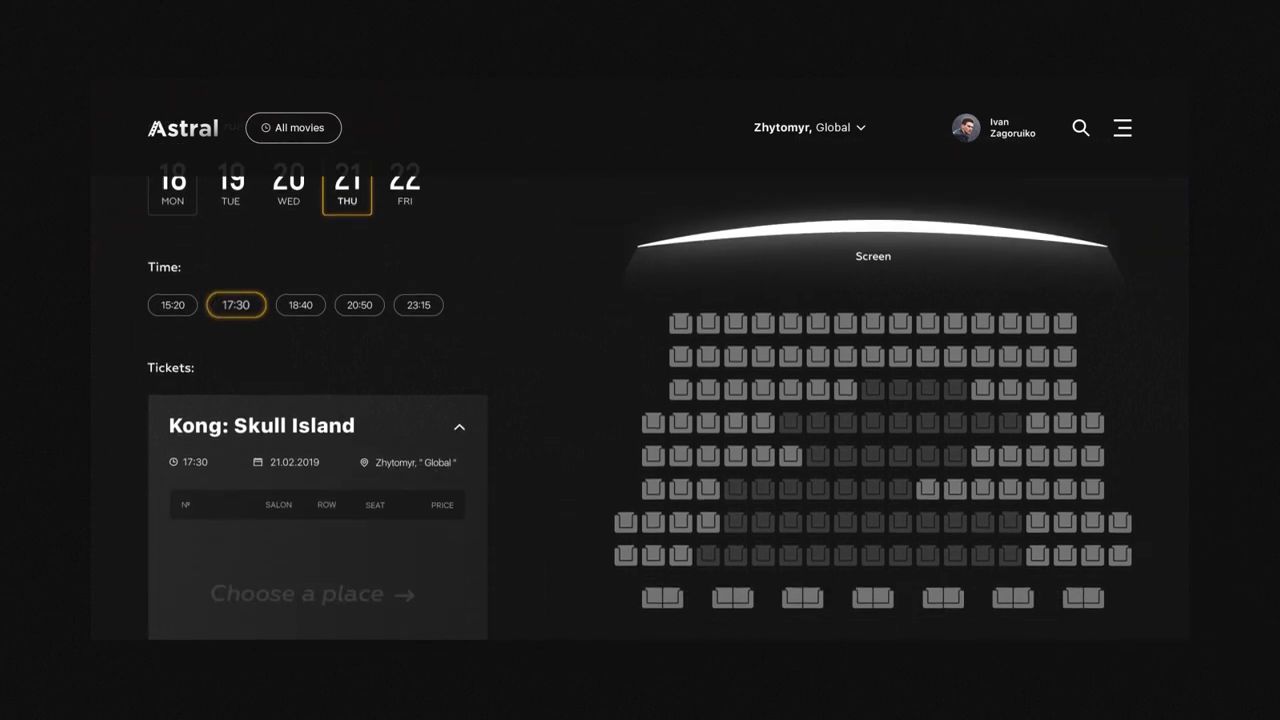 Astral
All movies
Zhytomyr, Global
Ivan
Zagoruiko
18 19 20 21 22
MON TUE WED THU FRI
Time:
15:20 17:30 18:40 20:50 23:15
Screen
Tickets:
Kong: Skull Island
17:30 21.02.2019 Zhytomyr, " Global "
№ SALON ROW SEAT PRICE
Choose a place →